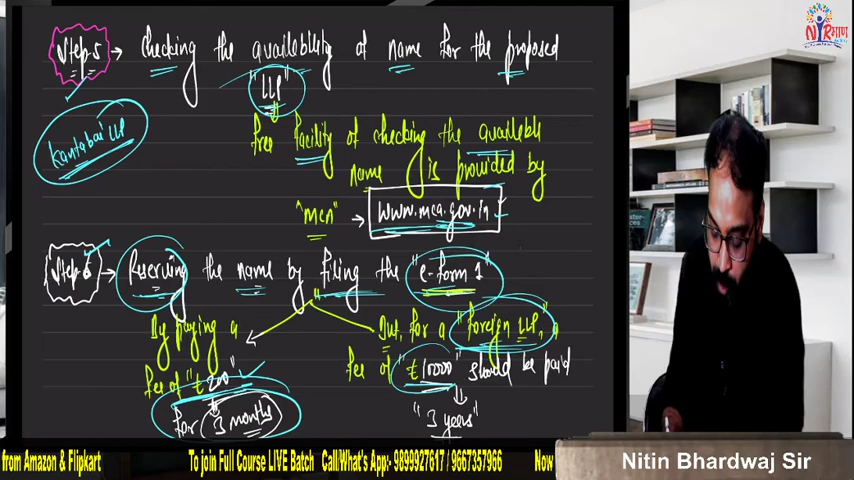 Step-5 → checking the availability of name for the proposed
"LLP"
kantabai LLP
free facility of checking the available
name is provided by
"MCA" → www.mca.gov.in
Step-6 → Reserving the name by filing the "e-form 1"
By paying a
fee of "₹ 200"
for 3 months
But, for a "foreign LLP", a
fee of "₹ 10000" should be paid
"3 years"
from Amazon & Flipkart To join Full Course LIVE Batch Call/What's App:- 9899927617 / 9667357966 Now
Nitin Bhardwaj Sir